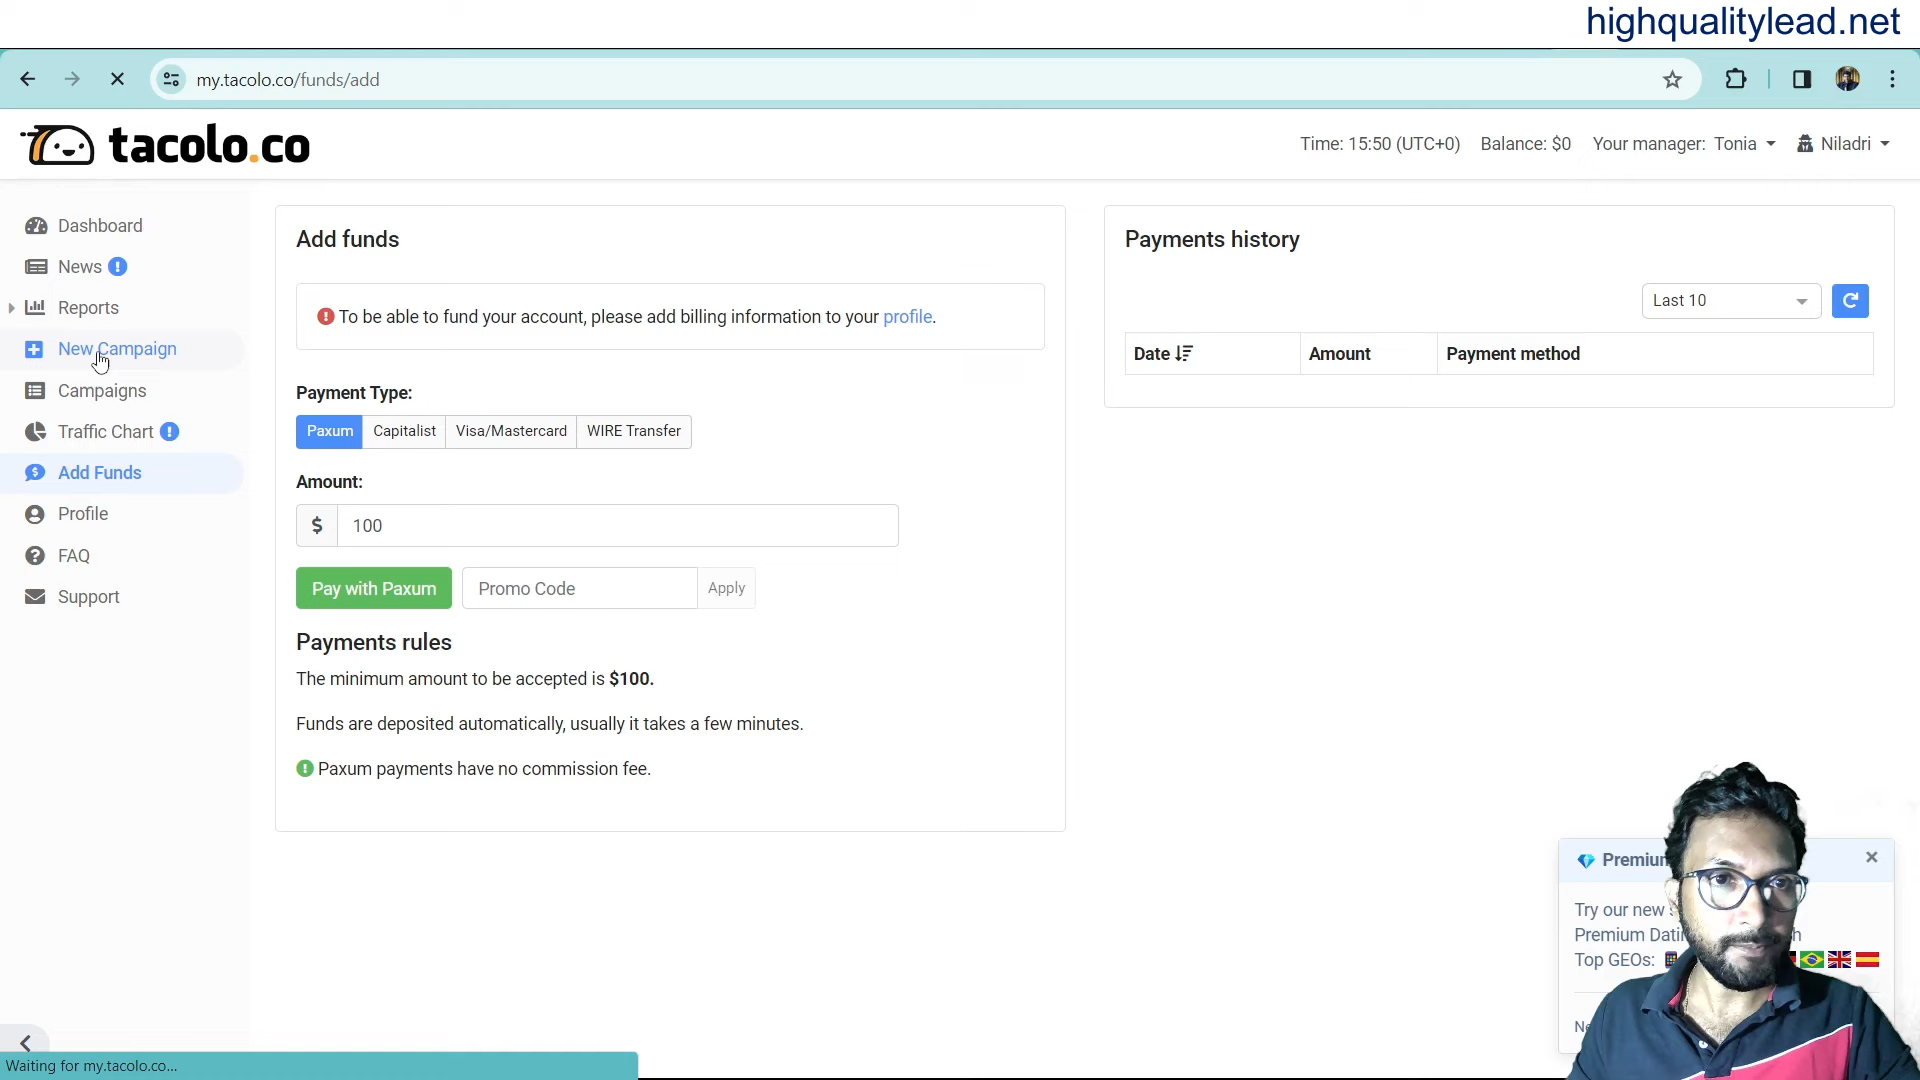 highqualitylead.net
my.tacolo.co/funds/add
tacolo.co
Time: 15:50 (UTC+0) Balance: $0 Your manager: Tonia Niladri
Dashboard
News
Reports
New Campaign
Campaigns
Traffic Chart
Add Funds
Profile
FAQ
Support
Add funds
To be able to fund your account, please add billing information to your profile.
Payment Type:
Paxum Capitalist Visa/Mastercard WIRE Transfer
Amount:
$ 100
Pay with Paxum Promo Code Apply
Payments rules
The minimum amount to be accepted is $100.
Funds are deposited automatically, usually it takes a few minutes.
Paxum payments have no commission fee.
Payments history
Last 10
Date Amount Payment method
Try our new
Premium
Top GEOs:
Waiting for my.tacolo.co...